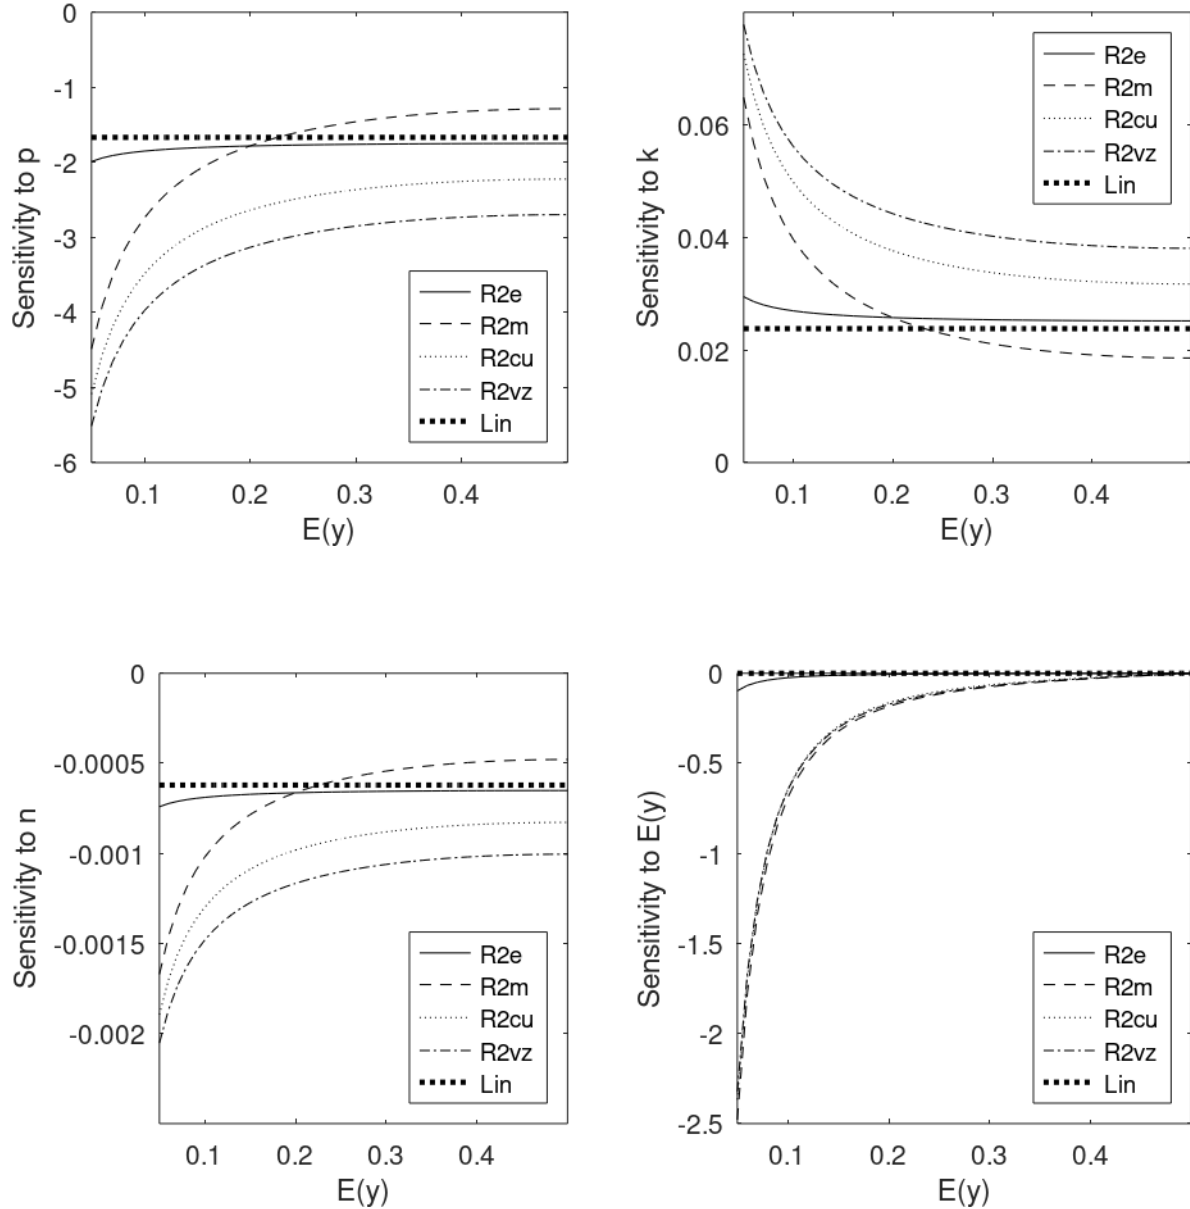 0
-1
-2
-3
-4
-5
-6
Sensitivity to p
R2e
R2m
R2cu
R2vz
Lin
0.1 0.2 0.3 0.4
E(y)
0.06
0.04
0.02
0
Sensitivity to k
R2e
R2m
R2cu
R2vz
Lin
0.1 0.2 0.3 0.4
E(y)
0
-0.0005
-0.001
-0.0015
-0.002
Sensitivity to n
R2e
R2m
R2cu
R2vz
Lin
0.1 0.2 0.3 0.4
E(y)
0
-0.5
-1
-1.5
-2
-2.5
Sensitivity to E(y)
R2e
R2m
R2cu
R2vz
Lin
0.1 0.2 0.3 0.4
E(y)